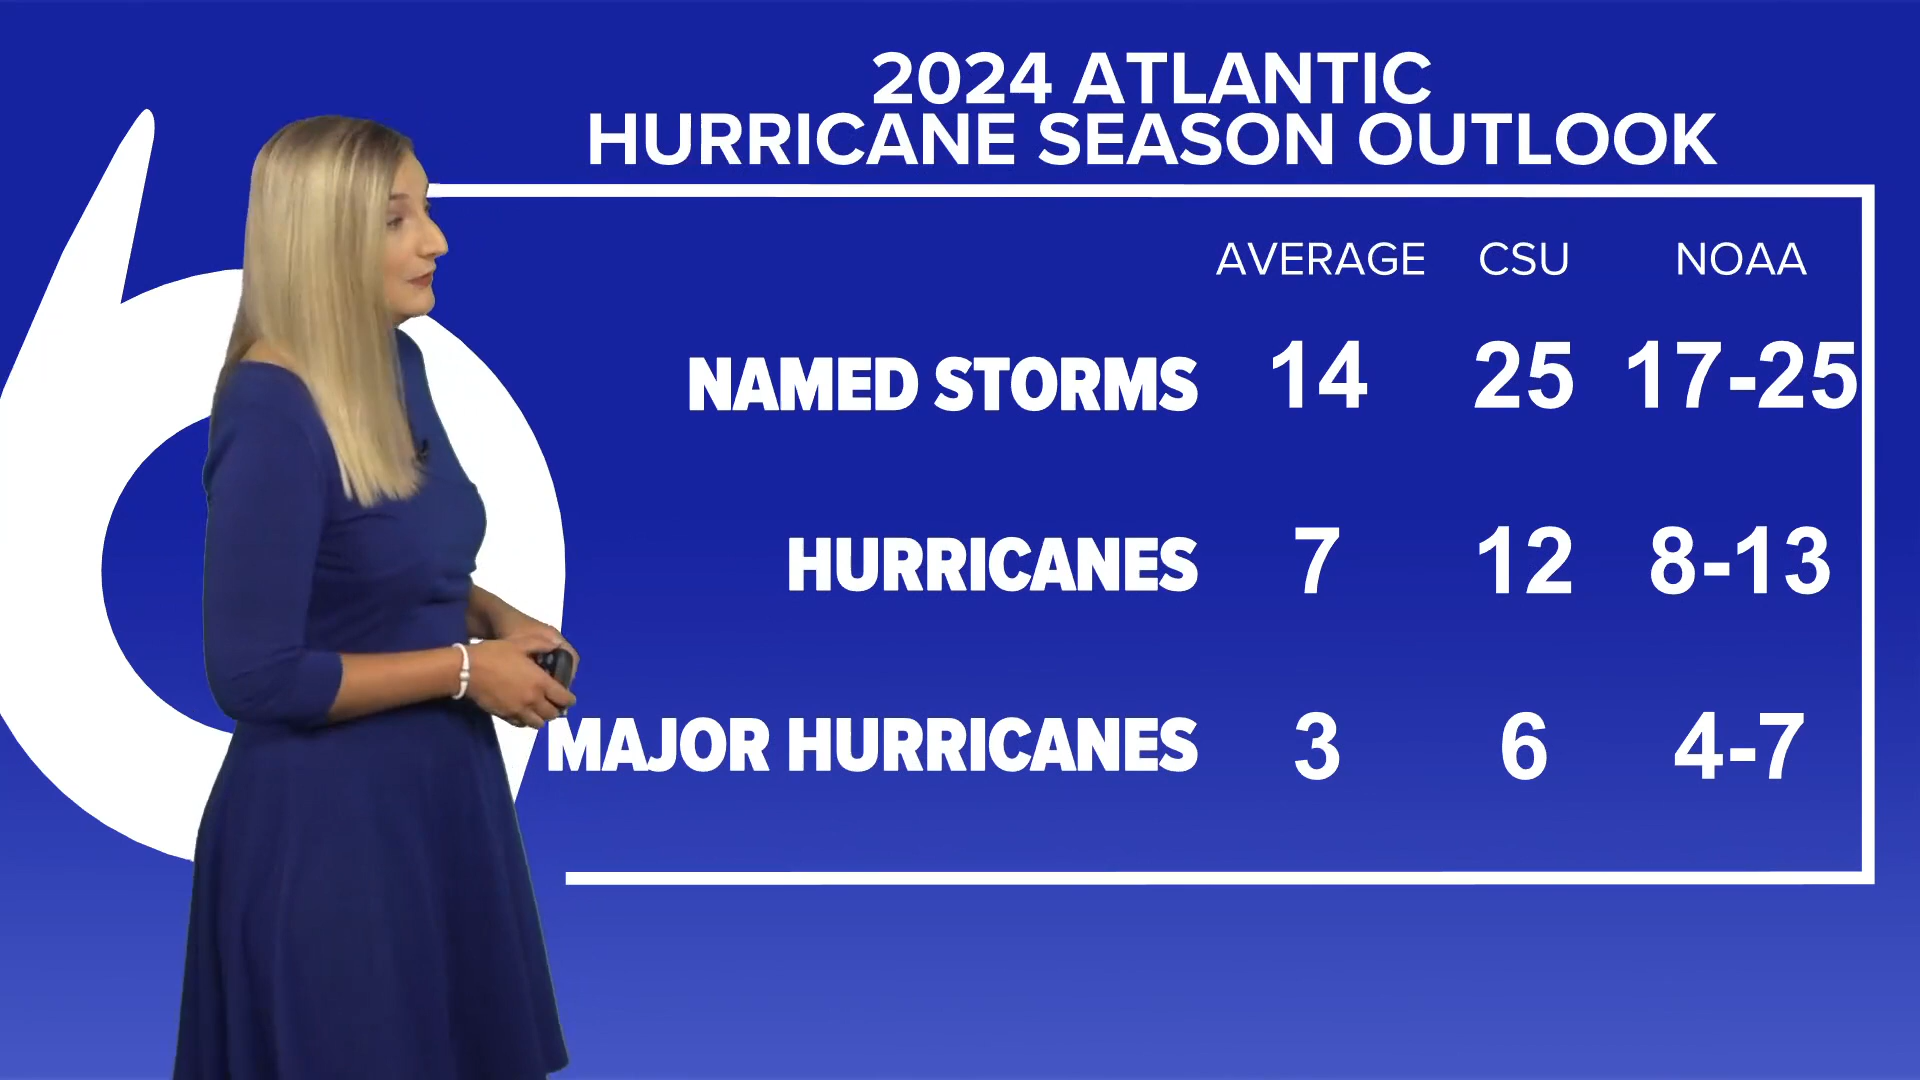 2024 ATLANTIC
HURRICANE SEASON OUTLOOK
AVERAGE CSU NOAA
NAMED STORMS 14 25 17-25
HURRICANES 7 12 8-13
MAJOR HURRICANES 3 6 4-7